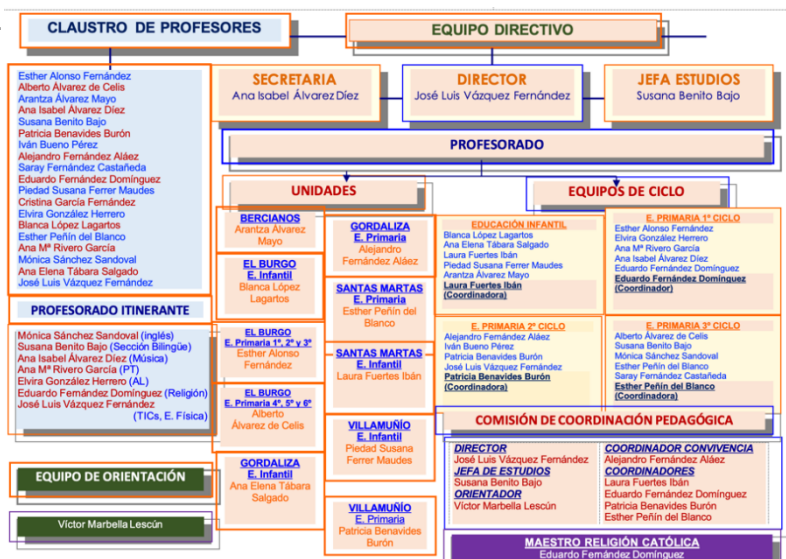 CLAUSTRO DE PROFESORES
Esther Alonso Fernández
Alberto Álvarez de Celis
Arantza Álvarez Mayo
Ana Isabel Álvarez Díez
Susana Benito Bajo
Patricia Benavides Burón
Iván Bueno Pérez
Alejandro Fernández Aláez
Saray Fernández Castañeda
Eduardo Fernández Domínguez
Piedad Susana Ferrer Maudes
Cristina García Fernández
Elvira González Herrero
Blanca López Lagartos
Esther Peñín del Blanco
Ana Mª Rivero García
Mónica Sánchez Sandoval
Ana Elena Tábara Salgado
José Luis Vázquez Fernández
PROFESORADO ITINERANTE
Mónica Sánchez Sandoval (inglés)
Susana Benito Bajo (Sección Bilingüe)
Ana Isabel Álvarez Díez (Música)
Ana Mª Rivero García (PT)
Elvira González Herrero (AL)
Eduardo Fernández Domínguez (Religión)
José Luis Vázquez Fernández
(TICs, E. Física)
EQUIPO DE ORIENTACIÓN
Víctor Marbella Lescún
EQUIPO DIRECTIVO
SECRETARIA
Ana Isabel Álvarez Díez
DIRECTOR
José Luis Vázquez Fernández
JEFA ESTUDIOS
Susana Benito Bajo
PROFESORADO
UNIDADES
BERCIANOS
Arantza Álvarez
Mayo
EL BURGO
E. Infantil
Blanca López
Lagartos
EL BURGO
E. Primaria 1º, 2º y 3º
Esther Alonso
Fernández
EL BURGO
E. Primaria 4º, 5º y 6º
Alberto
Álvarez de Celis
GORDALIZA
E. Infantil
Ana Elena Tábara
Salgado
GORDALIZA
E. Primaria
Alejandro
Fernández Aláez
SANTAS MARTAS
E. Primaria
Esther Peñín del
Blanco
SANTAS MARTAS
E. Infantil
Laura Fuertes Ibán
VILLAMUÑÍO
E. Infantil
Piedad Susana
Ferrer Maudes
VILLAMUÑÍO
E. Primaria
Patricia Benavides
Burón
EQUIPOS DE CICLO
EDUCACIÓN INFANTIL
Blanca López Lagartos
Ana Elena Tábara Salgado
Laura Fuertes Ibán
Piedad Susana Ferrer Maudes
Arantza Álvarez Mayo
Laura Fuertes Ibán
(Coordinadora)
E. PRIMARIA 1º CICLO
Esther Alonso Fernández
Elvira González Herrero
Ana Mª Rivero García
Ana Isabel Álvarez Díez
Eduardo Fernández Domínguez
Eduardo Fernández Domínguez
(Coordinador)
E. PRIMARIA 2º CICLO
Alejandro Fernández Aláez
Iván Bueno Pérez
Patricia Benavides Burón
José Luis Vázquez Fernández
Patricia Benavides Burón
(Coordinadora)
E. PRIMARIA 3º CICLO
Alberto Álvarez de Celis
Susana Benito Bajo
Mónica Sánchez Sandoval
Esther Peñín del Blanco
Saray Fernández Castañeda
Esther Peñín del Blanco
(Coordinadora)
COMISIÓN DE COORDINACIÓN PEDAGÓGICA
DIRECTOR
José Luis Vázquez Fernández
JEFA DE ESTUDIOS
Susana Benito Bajo
ORIENTADOR
Víctor Marbella Lescún
COORDINADOR CONVIVENCIA
Alejandro Fernández Aláez
COORDINADORES
Laura Fuertes Ibán
Eduardo Fernández Domínguez
Patricia Benavides Burón
Esther Peñín del Blanco
MAESTRO RELIGIÓN CATÓLICA
Eduardo Fernández Domínguez